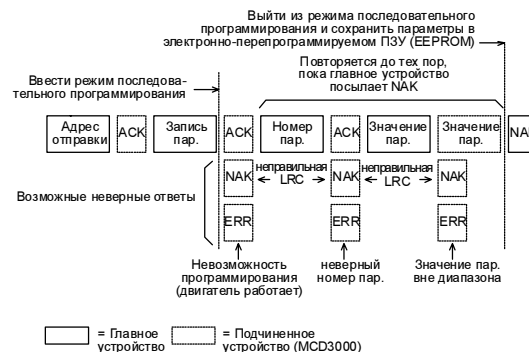 Выйти из режима последовательного
программирования и сохранить параметры в
электронно-перепрограммируемом ПЗУ (EEPROM)
Повторяется до тех пор,
пока главное устройство
посылает NAK
Ввести режим последова-
тельного программирования
Адрес
отправки
ACK
Запись
пар.
ACK
Номер
пар.
ACK
Значение
пар.
Значение
пар.
NAK
NAK
неправильная
LRC
NAK
неправильная
LRC
NAK
Возможные неверные ответы
ERR
ERR
ERR
Невозможность
программирования
(двигатель работает)
неверный
номер пар.
Значение пар.
вне диапазона
= Главное
устройство
= Подчиненное
устройство (MCD3000)